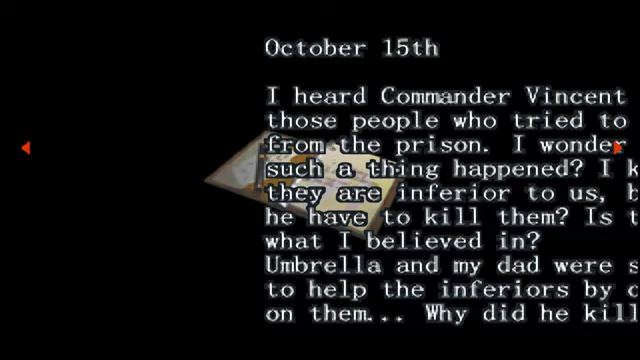 October 15th
I heard Commander Vincent
those people who tried to
from the prison. I wonder
such a thing happened? I
they are inferior to us,
he have to kill them? Is
what I believed in?
Umbrella and my dad were
to help the inferiors by
on them... Why did he kill